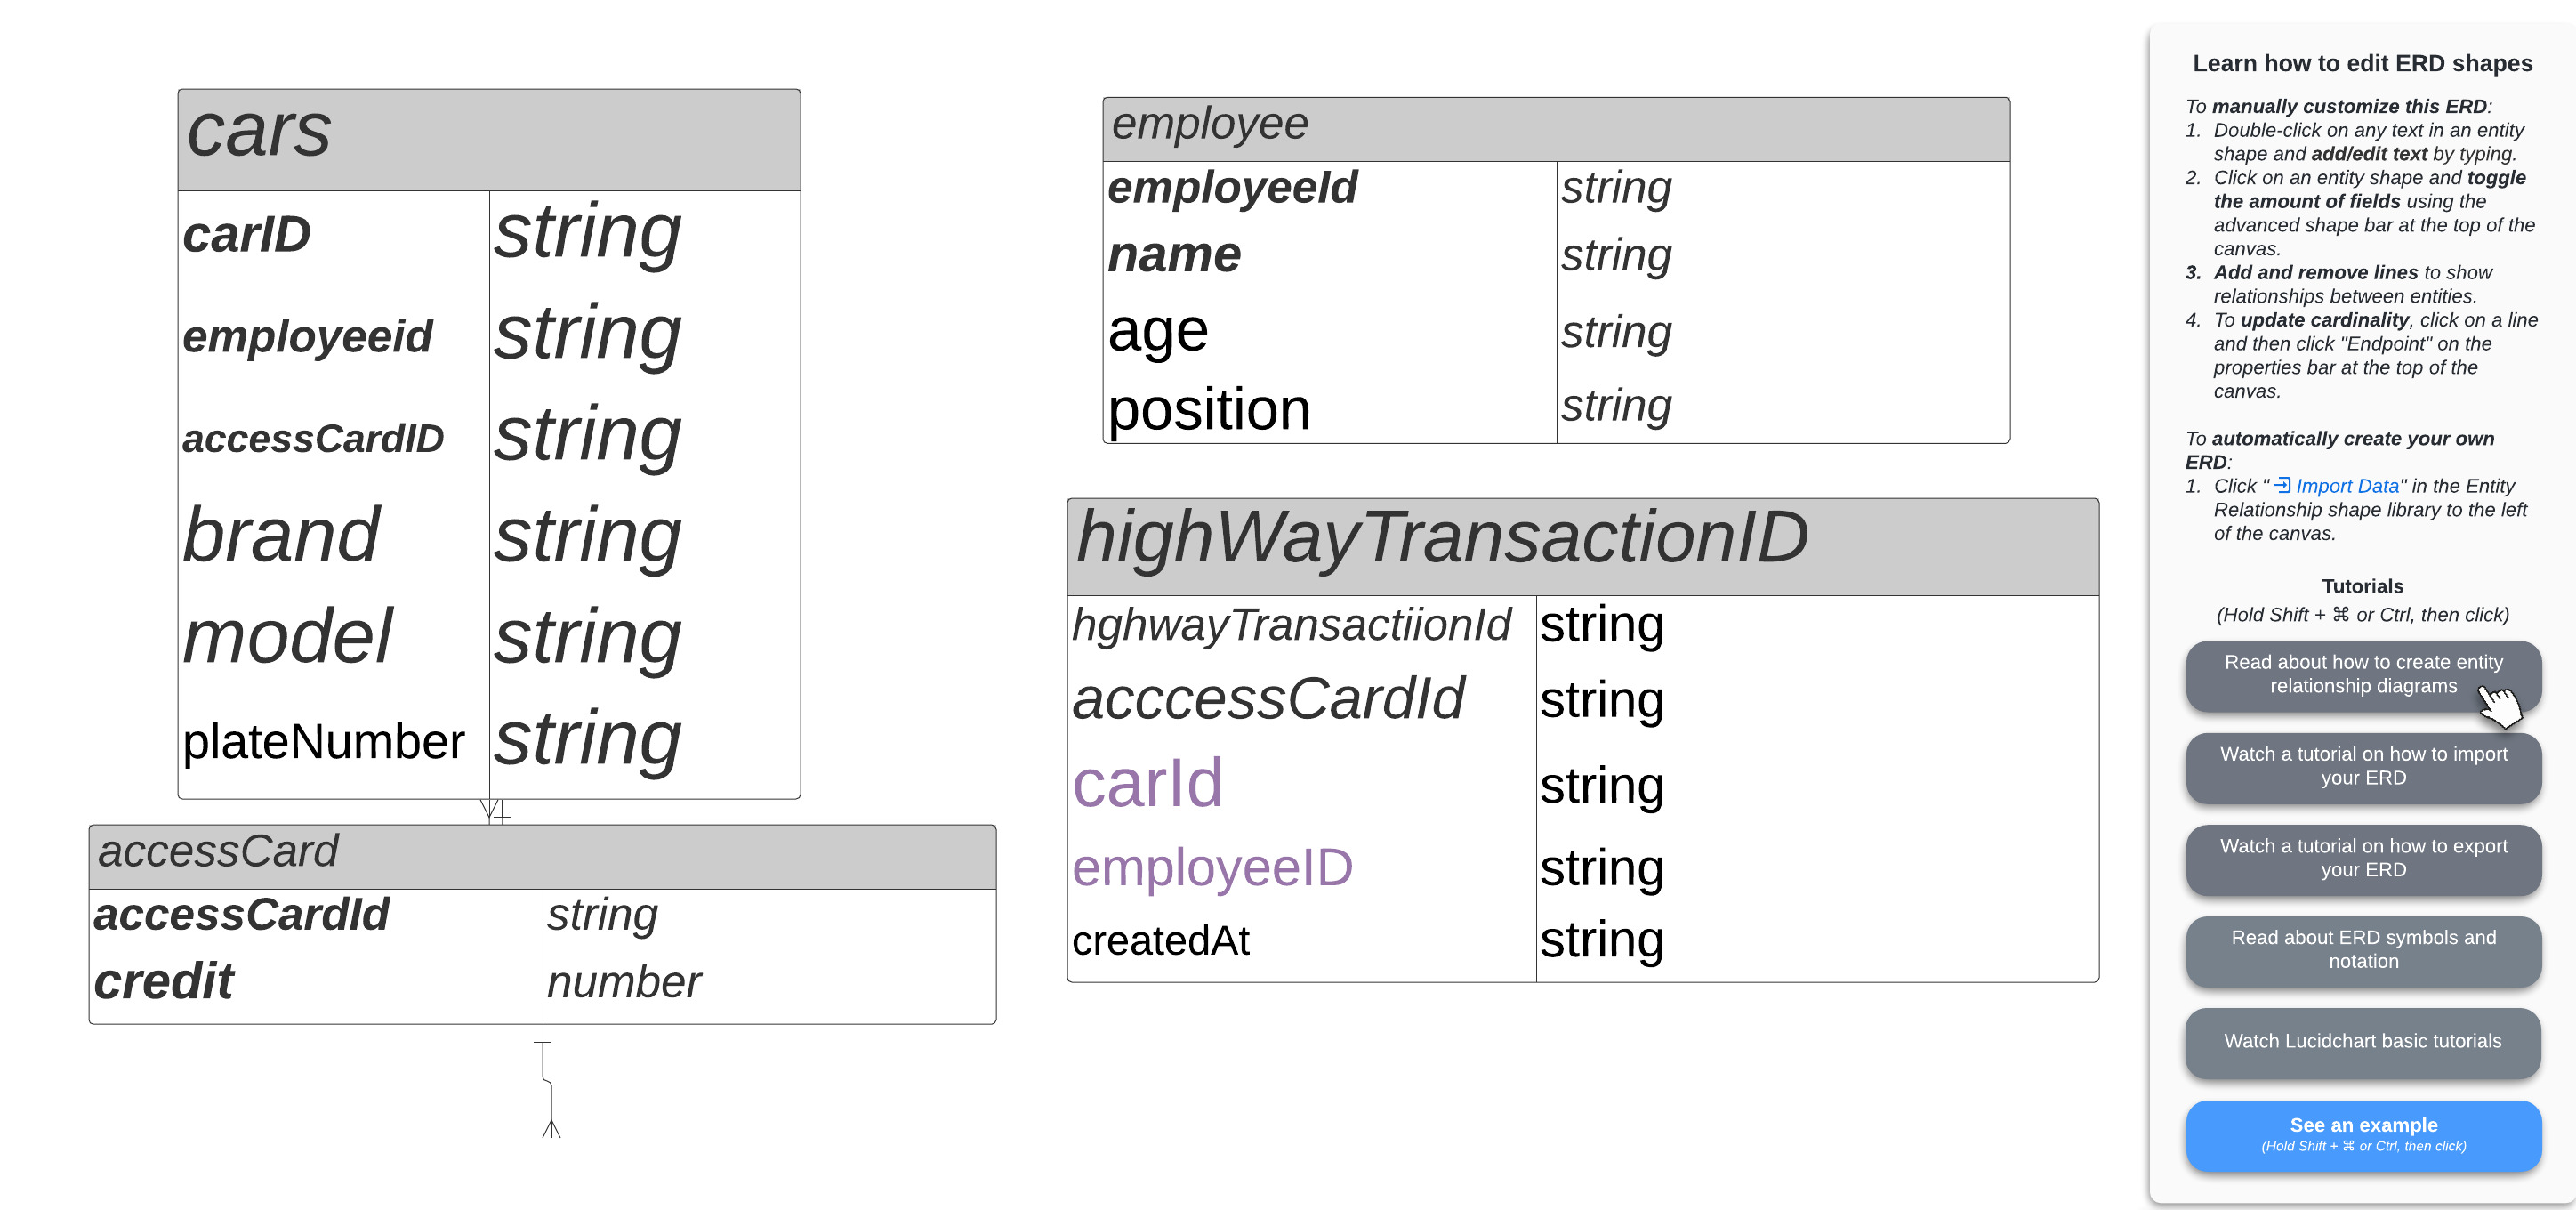 cars
carID string
employeeid string
accessCardID string
brand string
model string
plateNumber string
accessCard
accessCardId string
credit number
employee
employeeId string
name string
age string
position string
highWayTransactionID
hghwayTransactiionId string
acccessCardId string
carId string
employeeID string
createdAt string
Learn how to edit ERD shapes
To manually customize this ERD:
1. Double-click on any text in an entity
shape and add/edit text by typing.
2. Click on an entity shape and toggle
the amount of fields using the
advanced shape bar at the top of the
canvas.
3. Add and remove lines to show
relationships between entities.
4. To update cardinality, click on a line
and then click "Endpoint" on the
properties bar at the top of the
canvas.
To automatically create your own
ERD:
1. Click " Import Data" in the Entity
Relationship shape library to the left
of the canvas.
Tutorials
(Hold Shift + ⌘ or Ctrl, then click)
Read about how to create entity
relationship diagrams
Watch a tutorial on how to import
your ERD
Watch a tutorial on how to export
your ERD
Read about ERD symbols and
notation
Watch Lucidchart basic tutorials
See an example
(Hold Shift + ⌘ or Ctrl, then click)